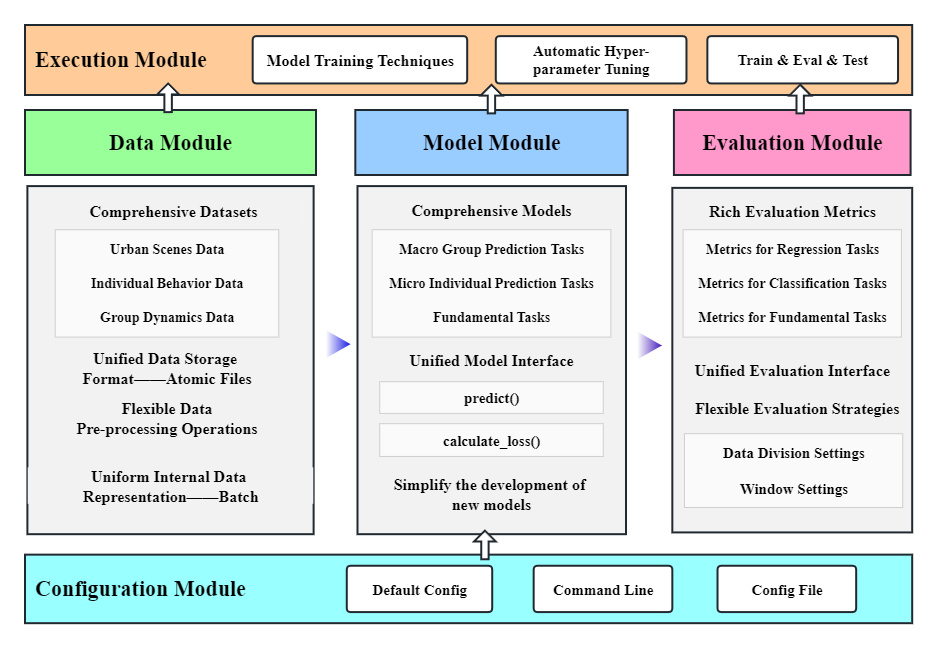 Execution Module
Model Training Techniques
Automatic Hyper-
parameter Tuning
Train & Eval & Test
Data Module
Model Module
Evaluation Module
Comprehensive Datasets
Urban Scenes Data
Individual Behavior Data
Group Dynamics Data
Unified Data Storage
Format——Atomic Files
Flexible Data
Pre-processing Operations
Uniform Internal Data
Representation——Batch
Comprehensive Models
Macro Group Prediction Tasks
Micro Individual Prediction Tasks
Fundamental Tasks
Unified Model Interface
predict()
calculate_loss()
Simplify the development of
new models
Rich Evaluation Metrics
Metrics for Regression Tasks
Metrics for Classification Tasks
Metrics for Fundamental Tasks
Unified Evaluation Interface
Flexible Evaluation Strategies
Data Division Settings
Window Settings
Configuration Module
Default Config
Command Line
Config File